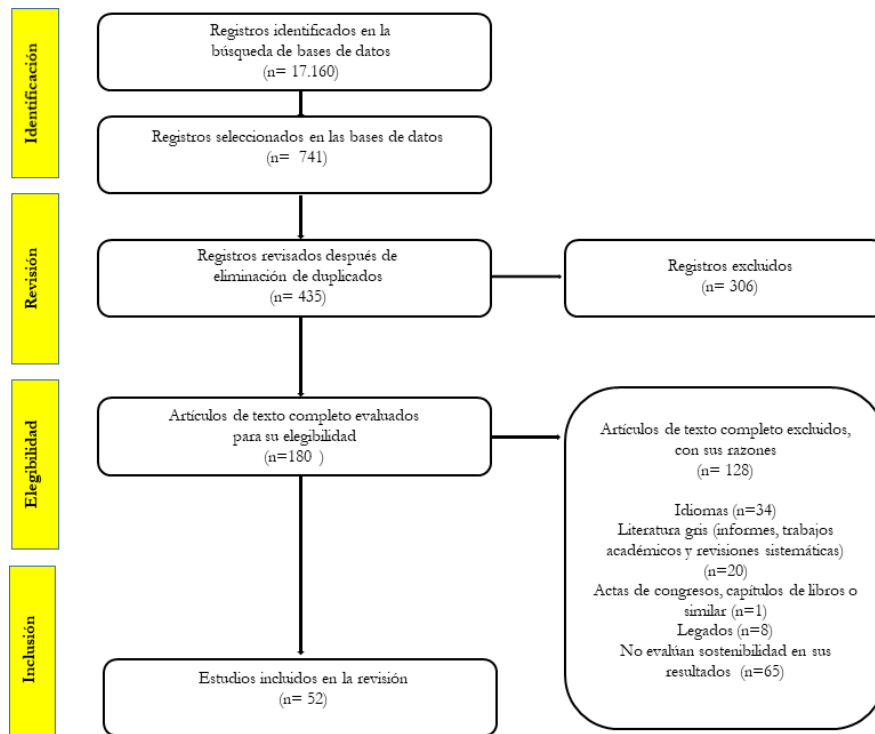 Identificación
Registros identificados en la
búsqueda de bases de datos
(n= 17.160)
Registros seleccionados en las bases de datos
(n=  741)
Revisión
Registros revisados después de
eliminación de duplicados
(n= 435)
Registros excluidos
(n= 306)
Elegibilidad
Artículos de texto completo evaluados
para su elegibilidad
(n=180 )
Artículos de texto completo excluidos,
con sus razones
(n= 128)
Idiomas (n=34)
Literatura gris (informes, trabajos
académicos y revisiones sistemáticas)
(n=20)
Actas de congresos, capítulos de libros o
similar (n=1)
Legados (n=8)
No evalúan sostenibilidad en sus
resultados  (n=65)
Inclusión
Estudios incluidos en la revisión
(n= 52)